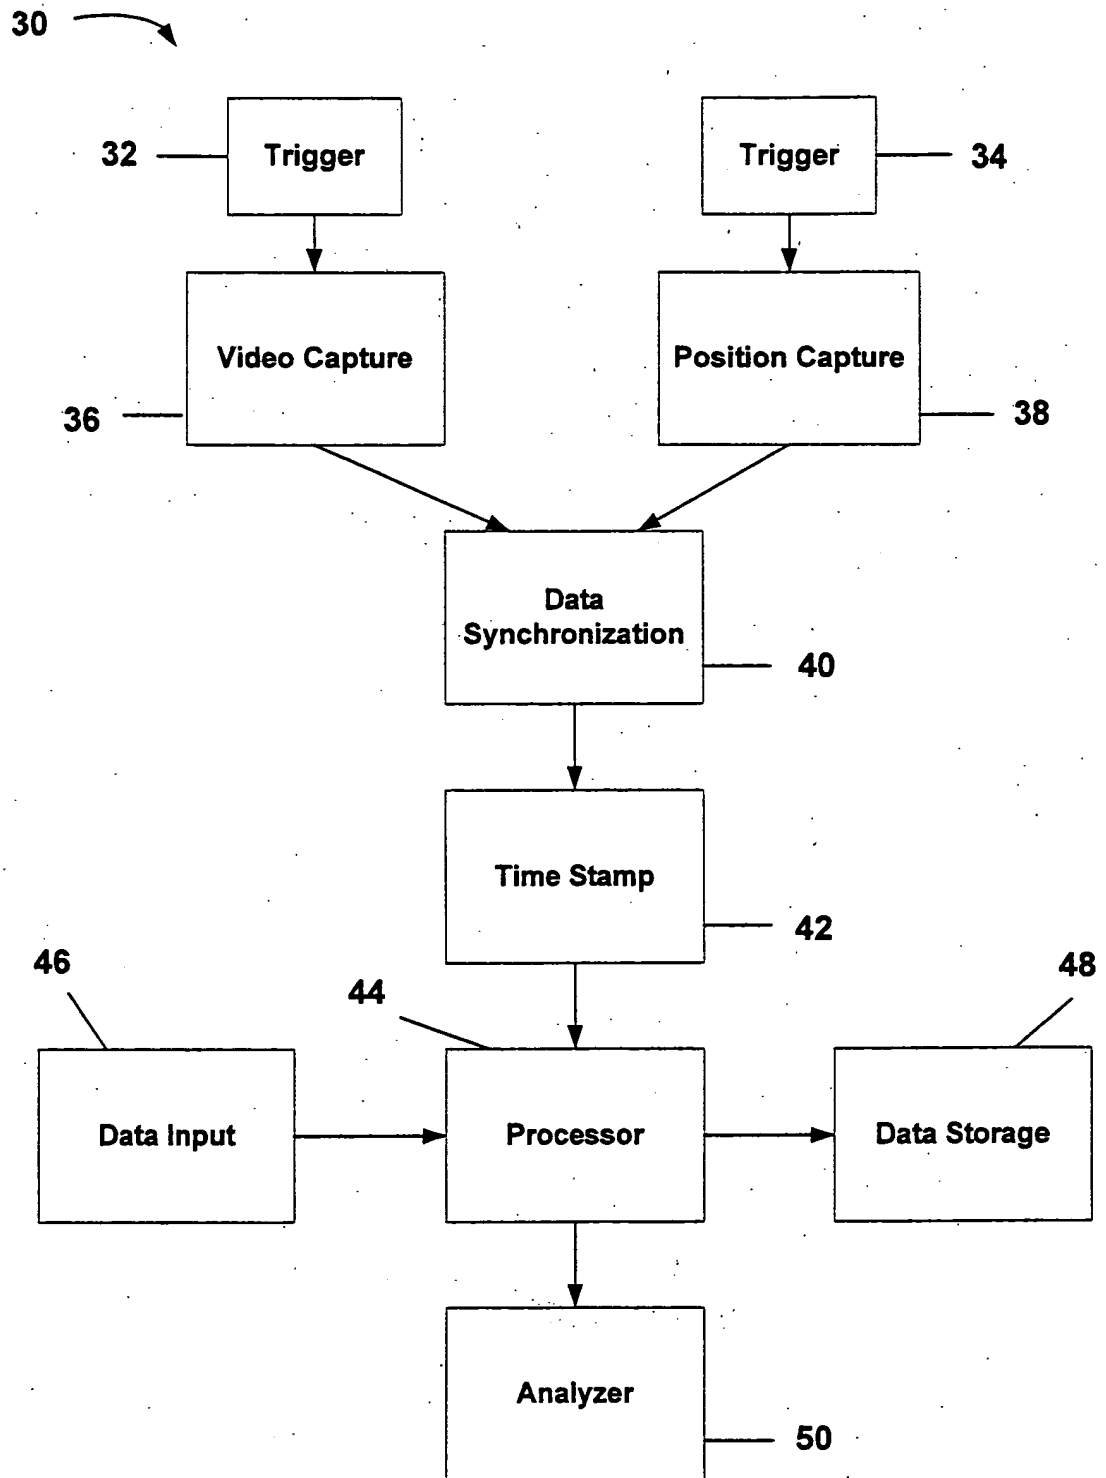 30
32
Trigger
Trigger
34
Video Capture
36
Position Capture
38
Data
Synchronization
40
Time Stamp
42
46
44
48
Data Input
Processor
Data Storage
Analyzer
50